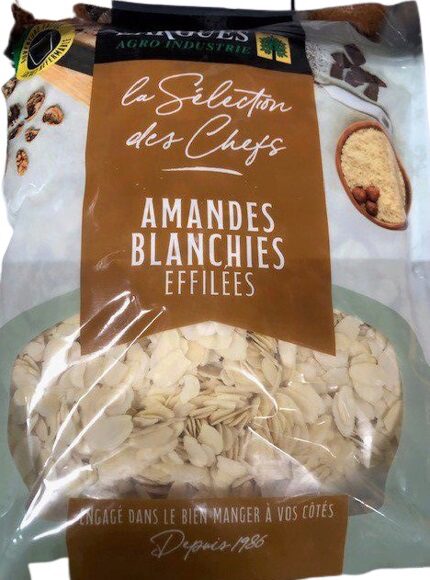 AGRO INDUSTRIE
la Sélection
des Chefs
AMANDES
BLANCHIES
EFFILÉES
ENGAGÉ DANS LE BIEN MANGER À VOS CÔTÉS
Depuis 1986